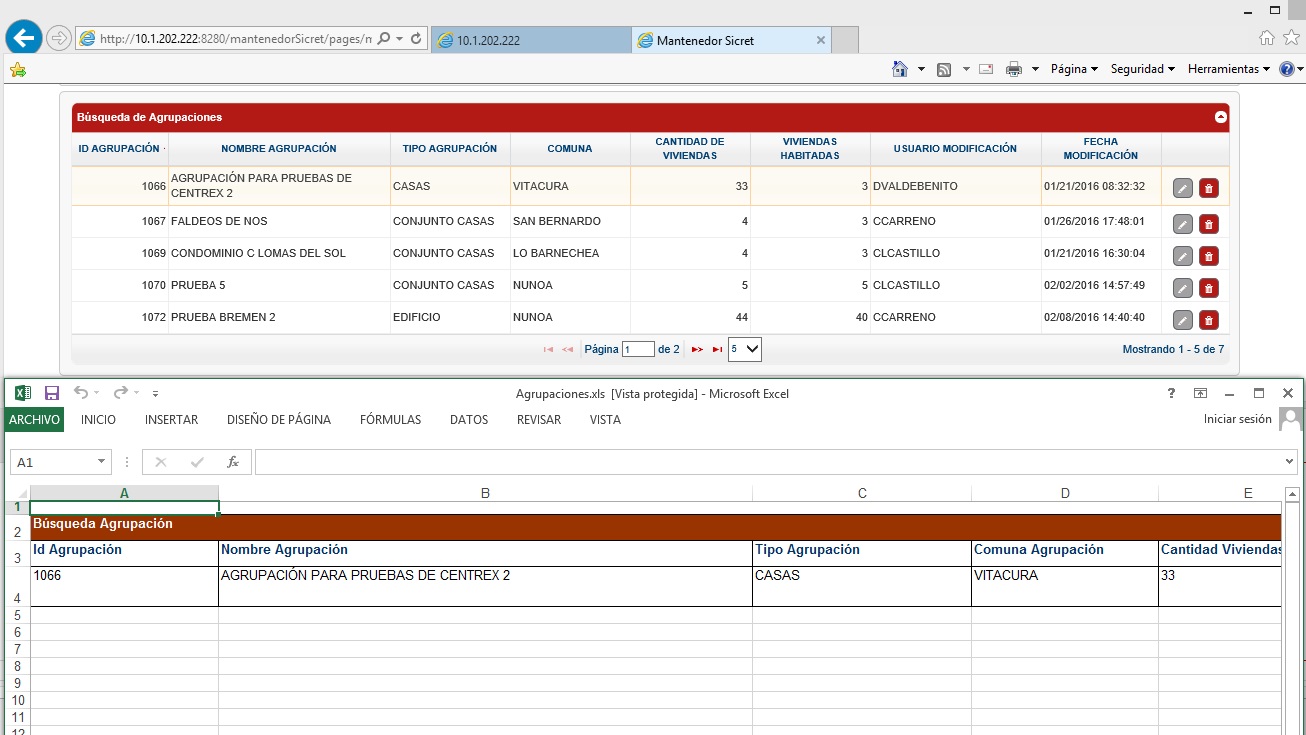 http://10.1.202.222:8280/mantenedorSicret/pages/
10.1.202.222
Mantenedor Sicret
Página Seguridad Herramientas
Búsqueda de Agrupaciones
ID AGRUPACIÓN NOMBRE AGRUPACIÓN TIPO AGRUPACIÓN COMUNA CANTIDAD DE VIVIENDAS VIVIENDAS HABITADAS USUARIO MODIFICACIÓN FECHA MODIFICACIÓN
1066 AGRUPACIÓN PARA PRUEBAS DE CENTREX 2 CASAS VITACURA 33 3 DVALDEBENITO 01/21/2016 08:32:32
1067 FALDEOS DE NOS CONJUNTO CASAS SAN BERNARDO 4 3 CCARRENO 01/26/2016 17:48:01
1069 CONDOMINIO C LOMAS DEL SOL CONJUNTO CASAS LO BARNECHEA 4 3 CLCASTILLO 01/21/2016 16:30:04
1070 PRUEBA 5 CONJUNTO CASAS NUNOA 5 5 CLCASTILLO 02/02/2016 14:57:49
1072 PRUEBA BREMEN 2 EDIFICIO NUNOA 44 40 CCARRENO 02/08/2016 14:40:40
Página 1 de 2 5 Mostrando 1 - 5 de 7
Agrupaciones.xls [Vista protegida] - Microsoft Excel
ARCHIVO INICIO INSERTAR DISEÑO DE PÁGINA FÓRMULAS DATOS REVISAR VISTA Iniciar sesión
A1 fx
A B C D E
1
2 Búsqueda Agrupación
3 Id Agrupación Nombre Agrupación Tipo Agrupación Comuna Agrupación Cantidad Viviendas
4 1066 AGRUPACIÓN PARA PRUEBAS DE CENTREX 2 CASAS VITACURA 33
5
6
7
8
9
10
11
12